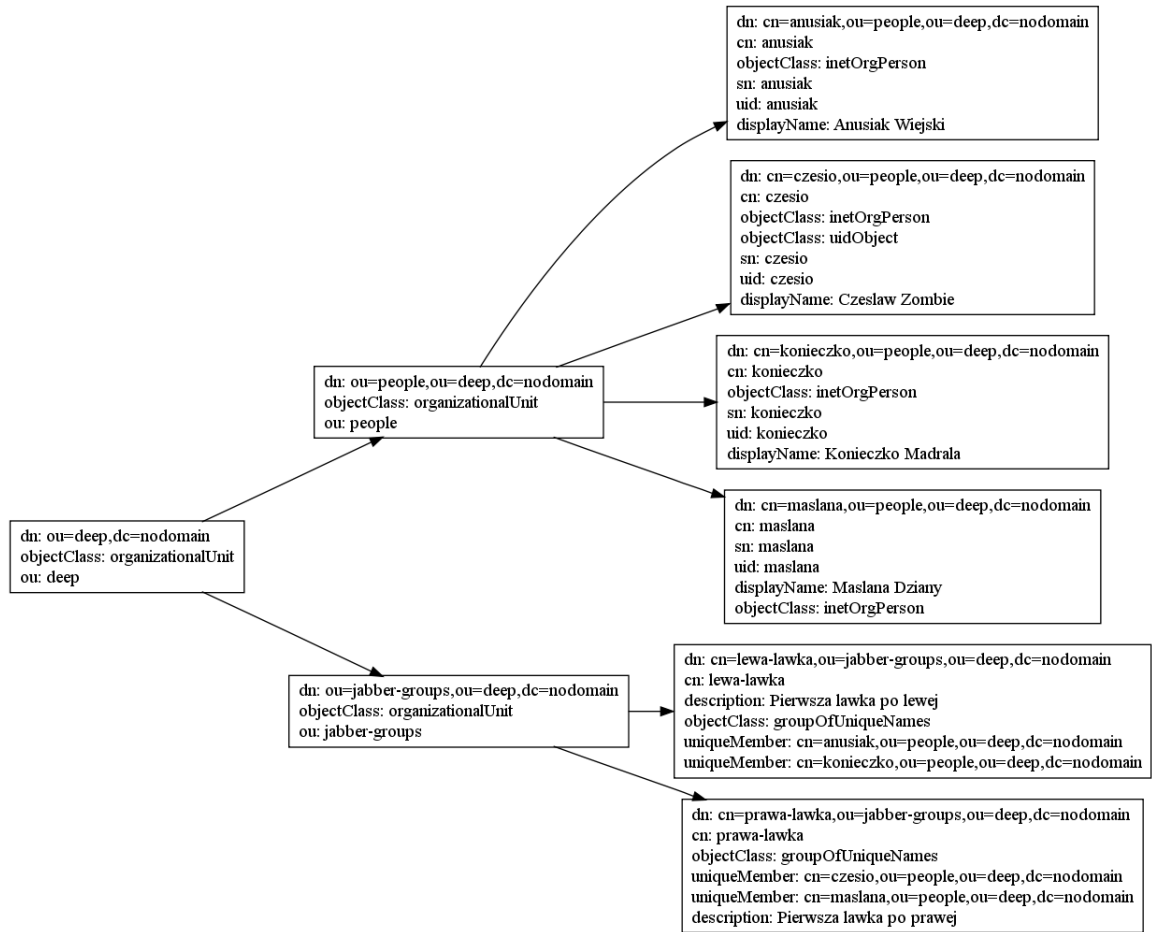 dn: cn=anusiak,ou=people,ou=deep,dc=nodomain
cn: anusiak
objectClass: inetOrgPerson
sn: anusiak
uid: anusiak
displayName: Anusiak Wiejski
dn: cn=czesio,ou=people,ou=deep,dc=nodomain
cn: czesio
objectClass: inetOrgPerson
objectClass: uidObject
sn: czesio
uid: czesio
displayName: Czeslaw Zombie
dn: cn=konieczko,ou=people,ou=deep,dc=nodomain
cn: konieczko
objectClass: inetOrgPerson
sn: konieczko
uid: konieczko
displayName: Konieczko Madrala
dn: ou=people,ou=deep,dc=nodomain
objectClass: organizationalUnit
ou: people
dn: cn=maslana,ou=people,ou=deep,dc=nodomain
cn: maslana
sn: maslana
uid: maslana
displayName: Maslana Dziany
objectClass: inetOrgPerson
dn: ou=deep,dc=nodomain
objectClass: organizationalUnit
ou: deep
dn: cn=lewa-lawka,ou=jabber-groups,ou=deep,dc=nodomain
cn: lewa-lawka
description: Pierwsza lawka po lewej
objectClass: groupOfUniqueNames
uniqueMember: cn=anusiak,ou=people,ou=deep,dc=nodomain
uniqueMember: cn=konieczko,ou=people,ou=deep,dc=nodomain
dn: ou=jabber-groups,ou=deep,dc=nodomain
objectClass: organizationalUnit
ou: jabber-groups
dn: cn=prawa-lawka,ou=jabber-groups,ou=deep,dc=nodomain
cn: prawa-lawka
objectClass: groupOfUniqueNames
uniqueMember: cn=czesio,ou=people,ou=deep,dc=nodomain
uniqueMember: cn=maslana,ou=people,ou=deep,dc=nodomain
description: Pierwsza lawka po prawej